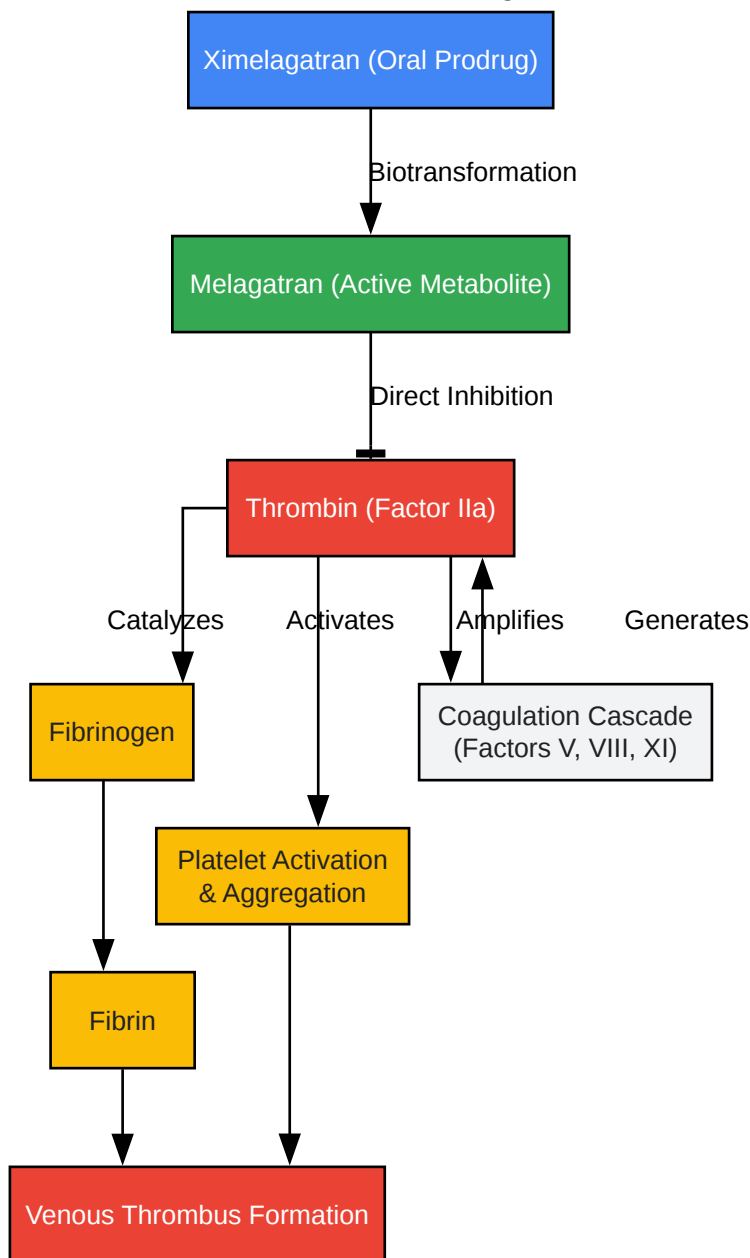 Ximelagatran (Oral Prodrug)
Biotransformation
Melagatran (Active Metabolite)
Direct Inhibition
Thrombin (Factor IIa)
Catalyzes
Activates
Amplifies
Generates
Fibrinogen
Coagulation Cascade
(Factors V, VIII, XI)
Platelet Activation
& Aggregation
Fibrin
Venous Thrombus Formation